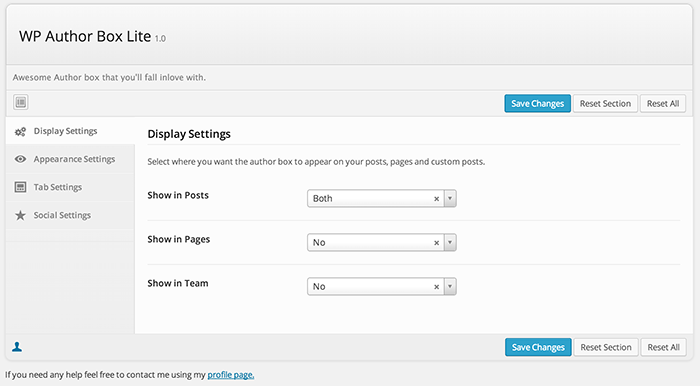 WP Author Box Lite 1.0
Awesome Author box that you'll fall inlove with.
Save Changes Reset Section Reset All
Display Settings
Appearance Settings
Tab Settings
Social Settings
Display Settings
Select where you want the author box to appear on your posts, pages and custom posts.
Show in Posts Both
Show in Pages No
Show in Team No
Save Changes Reset Section Reset All
If you need any help feel free to contact me using my profile page.